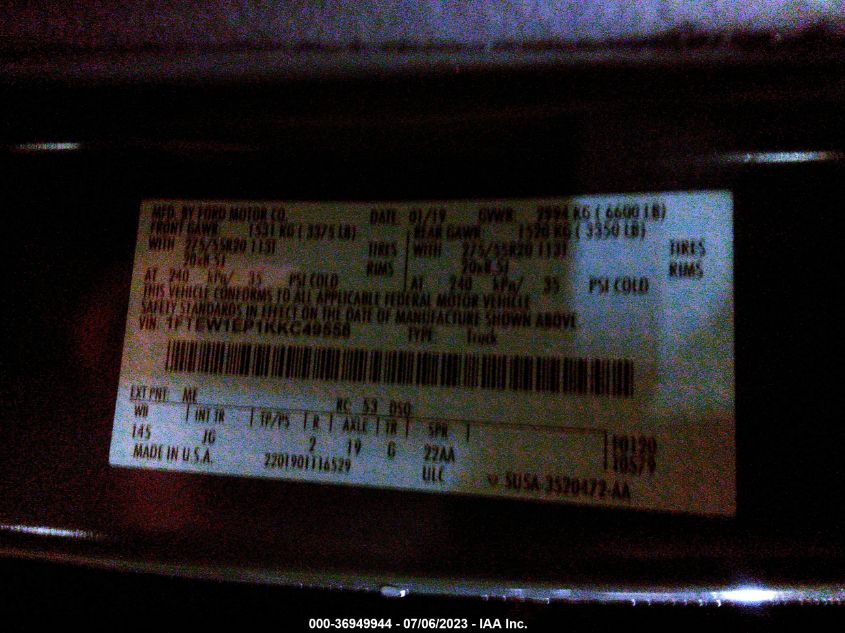 MFD. BY FORD MOTOR CO. DATE 01/19 GVWR: 2994 KG ( 6600 LB)
FRONT GAWR: 1531 KG ( 3375 LB) REAR GAWR: 1520 KG ( 3350 LB)
WITH 275/55R20 113T TIRES WITH 275/55R20 113T TIRES
20x8.5J RIMS 20x8.5J RIMS
AT 240 kPa/ 35 PSI COLD AT 240 kPa/ 35 PSI COLD
THIS VEHICLE CONFORMS TO ALL APPLICABLE FEDERAL MOTOR VEHICLE
SAFETY STANDARDS IN EFFECT ON THE DATE OF MANUFACTURE SHOWN ABOVE.
VIN: 1FTEW1EP1KKC49558 TYPE: Truck
EXT PNT: ME RC: 53 DSO:
WB INT TR TP/PS R AXLE TR SPR
145 JG 2 19 G 22AA
10579
MADE IN U.S.A. 2201901116529 ULC SU5A-3520472-AA
000-36949944 - 07/06/2023 - IAA Inc.